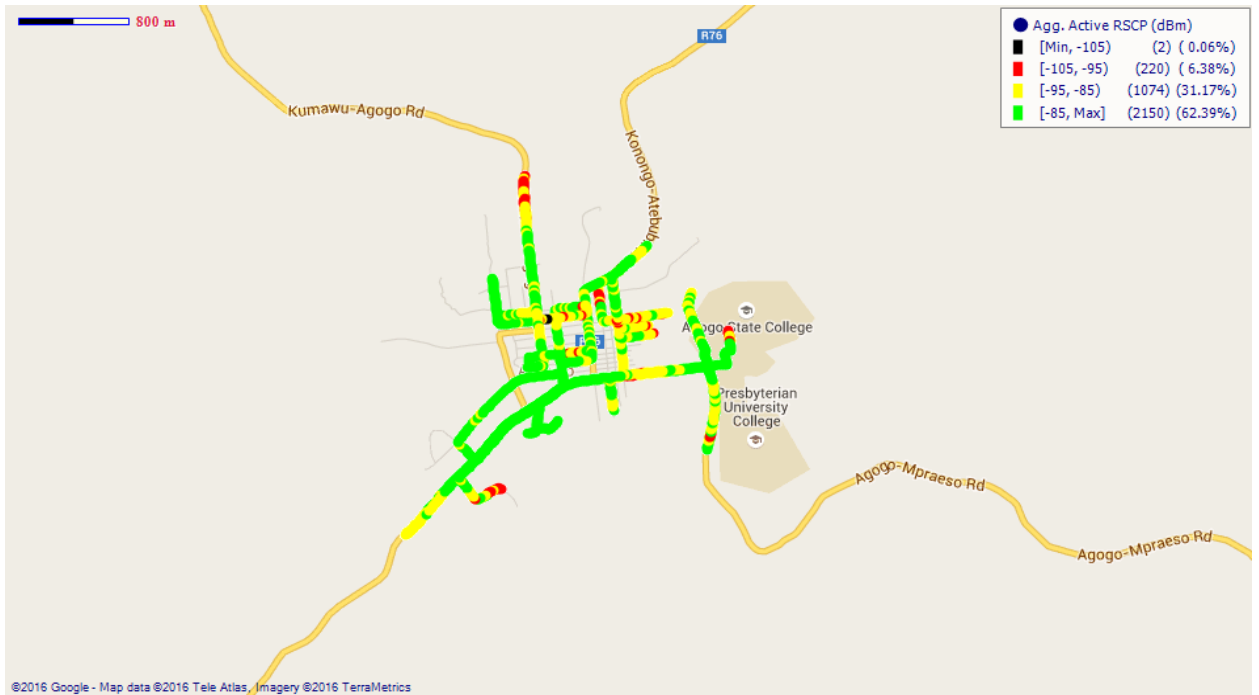 800 m
R76
Agg. Active RSCP (dBm)
[Min, -105) (2) ( 0.06%)
[-105, -95) (220) ( 6.38%)
[-95, -85) (1074) (31.17%)
[-85, Max] (2150) (62.39%)
Kumawu-Agogo Rd
Agogo State College
Presbyterian
University
College
Agogo-Mpraeso Rd
Agogo-Mpraeso Rd
©2016 Google - Map data ©2016 Tele Atlas, Imagery ©2016 TerraMetrics